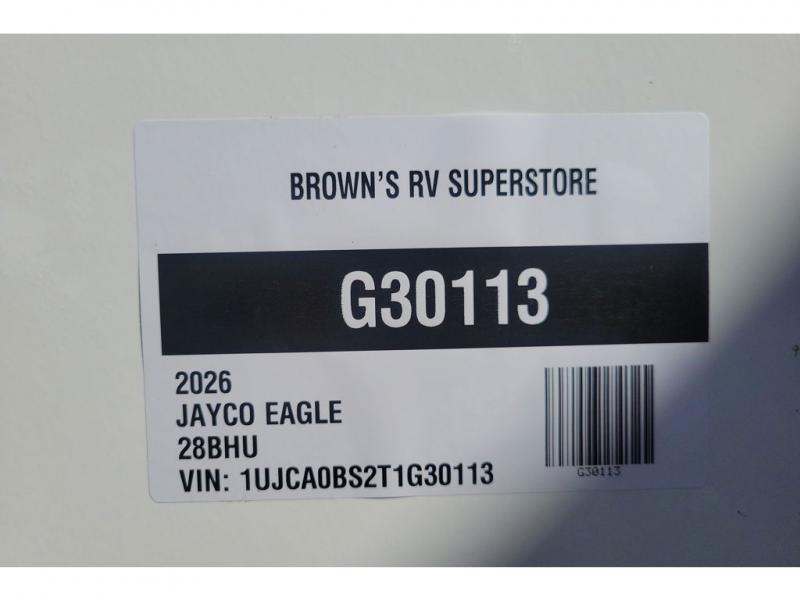 BROWN'S RV SUPERSTORE
G30113
2026
JAYCO EAGLE
28BHU
VIN: 1UJCA0BS2T1G30113
G30113